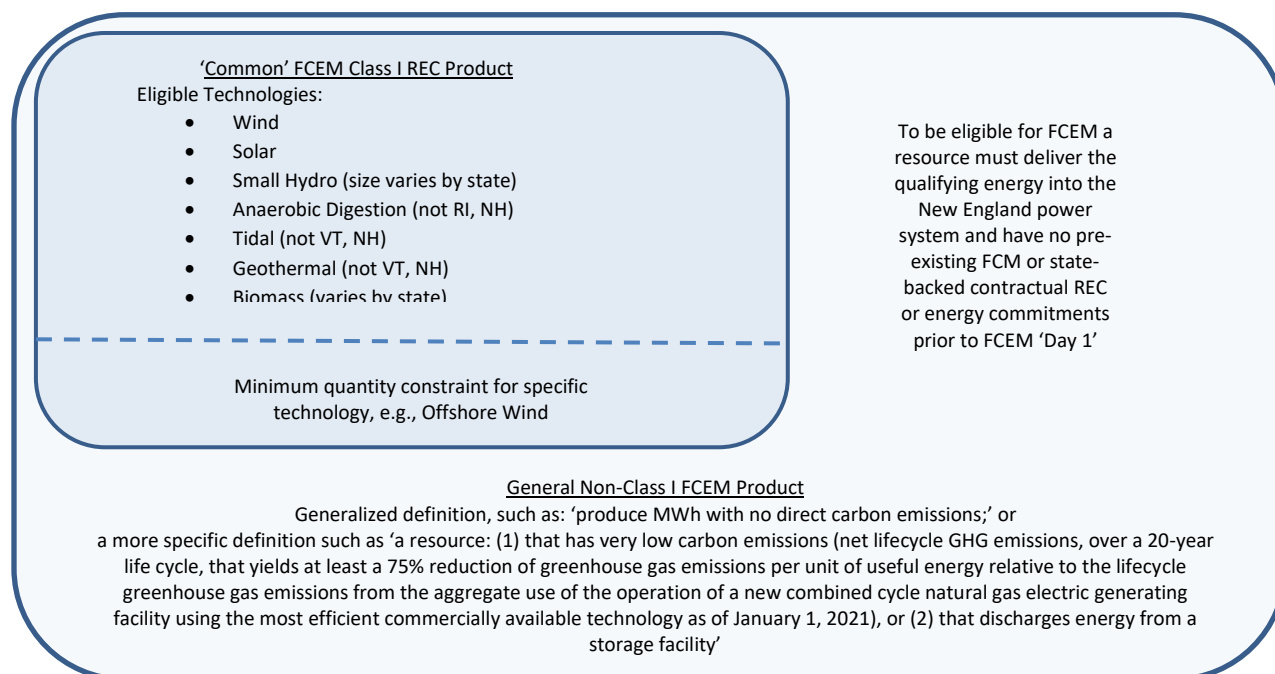 ‘Common’ FCEM Class I REC Product
Eligible Technologies:
• Wind
• Solar
• Small Hydro (size varies by state)
• Anaerobic Digestion (not RI, NH)
• Tidal (not VT, NH)
• Geothermal (not VT, NH)
• Biomass (varies by state)
Minimum quantity constraint for specific
technology, e.g., Offshore Wind
To be eligible for FCEM a
resource must deliver the
qualifying energy into the
New England power
system and have no pre-
existing FCM or state-
backed contractual REC
or energy commitments
prior to FCEM ‘Day 1’
General Non-Class I FCEM Product
Generalized definition, such as: ‘produce MWh with no direct carbon emissions;’ or
a more specific definition such as ‘a resource: (1) that has very low carbon emissions (net lifecycle GHG emissions, over a 20-year
life cycle, that yields at least a 75% reduction of greenhouse gas emissions per unit of useful energy relative to the lifecycle
greenhouse gas emissions from the aggregate use of the operation of a new combined cycle natural gas electric generating
facility using the most efficient commercially available technology as of January 1, 2021), or (2) that discharges energy from a
storage facility’